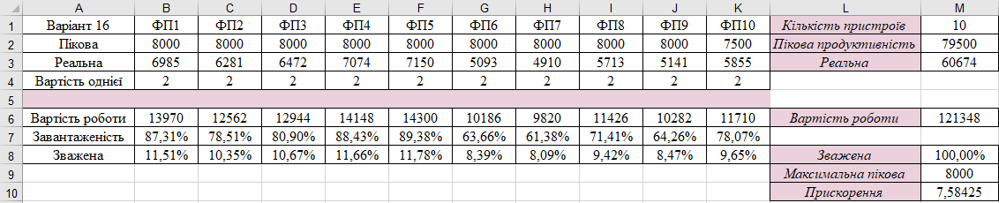 A B C D E F G H I J K L M
1 Варіант 16 ФП1 ФП2 ФП3 ФП4 ФП5 ФП6 ФП7 ФП8 ФП9 ФП10 Кількість пристроїв 10
2 Пікова 8000 8000 8000 8000 8000 8000 8000 8000 8000 7500 Пікова продуктивність 79500
3 Реальна 6985 6281 6472 7074 7150 5093 4910 5713 5141 5855 Реальна 60674
4 Вартість однієї 2 2 2 2 2 2 2 2 2 2
5
6 Вартість роботи 13970 12562 12944 14148 14300 10186 9820 11426 10282 11710 Вартість роботи 121348
7 Завантаженість 87,31% 78,51% 80,90% 88,43% 89,38% 63,66% 61,38% 71,41% 64,26% 78,07%
8 Зважена 11,51% 10,35% 10,67% 11,66% 11,78% 8,39% 8,09% 9,42% 8,47% 9,65% Зважена 100,00%
9 Максимальна пікова 8000
10 Прискорення 7,58425